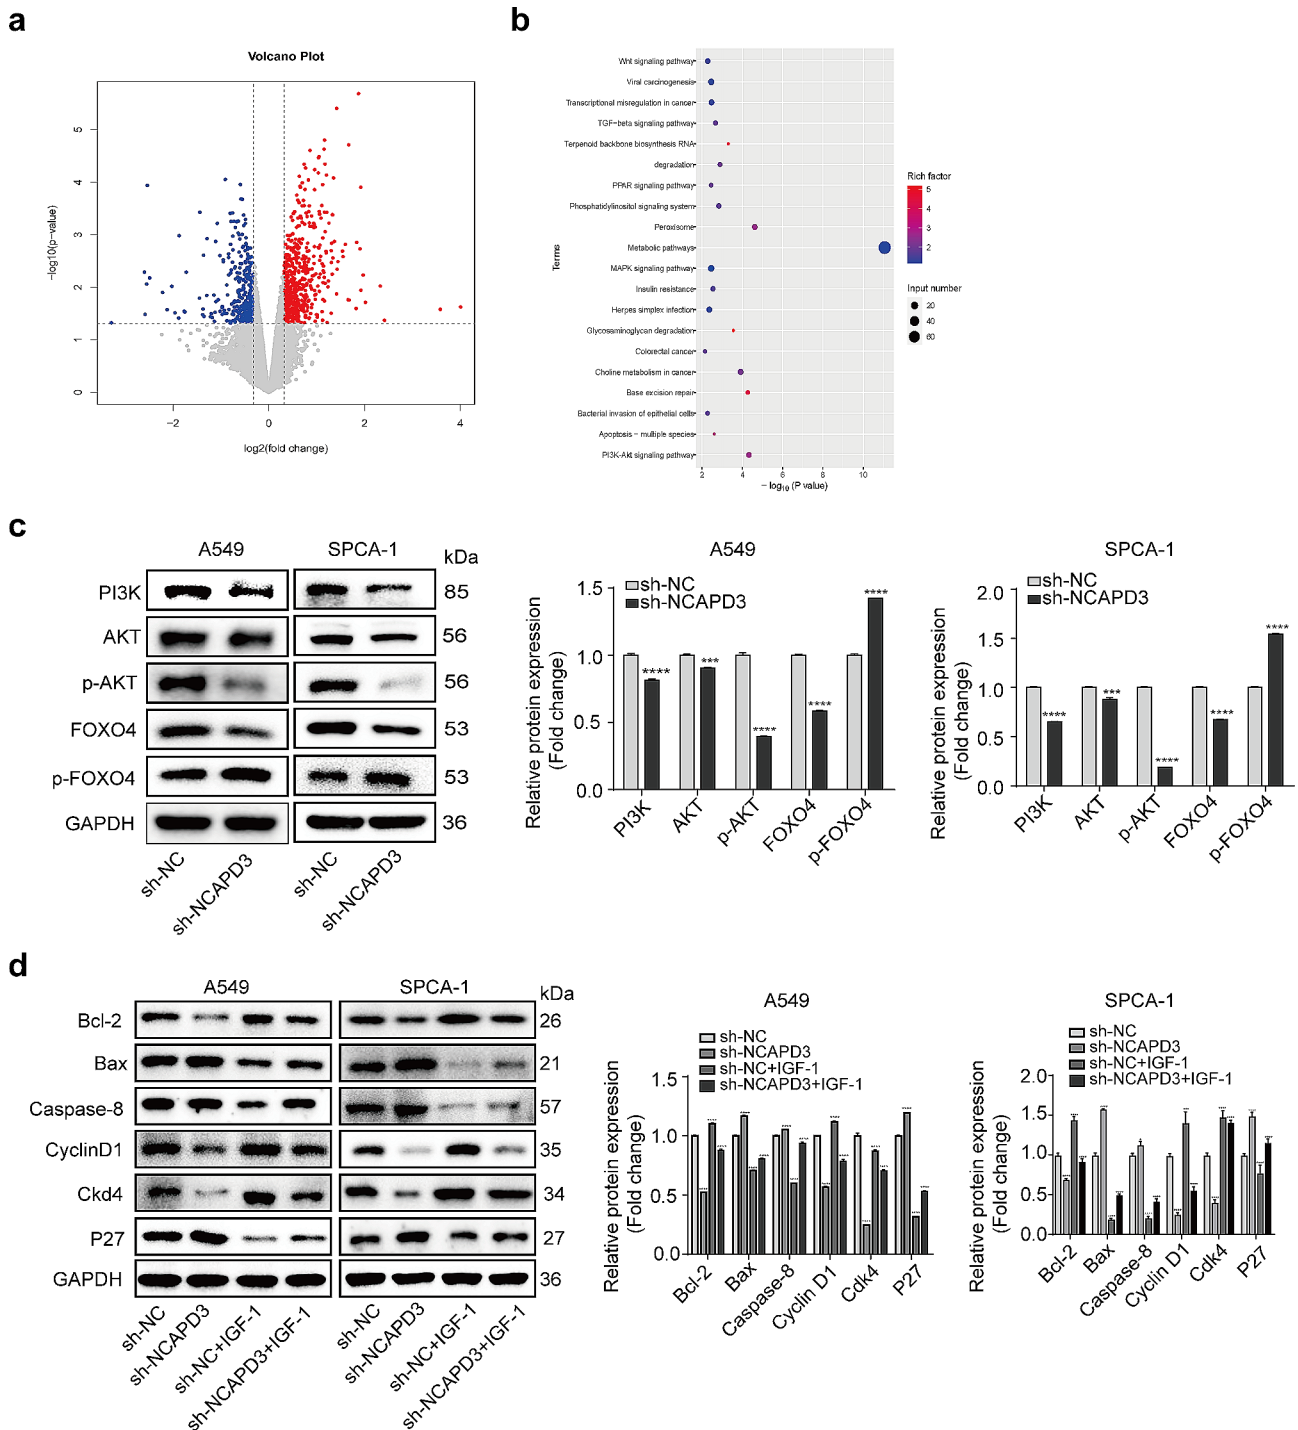 a
Volcano Plot
−log10(p−value)
5
4
3
2
1
0
−2
0
2
4
log2(fold change)
b
Terms
Wnt signaling pathway
Viral carcinogenesis
Transcriptional misregulation in cancer
TGF−beta signaling pathway
Terpenoid backbone biosynthesis RNA
degradation
PPAR signaling pathway
Phosphatidylinositol signaling system
Peroxisome
Metabolic pathways
MAPK signaling pathway
Insulin resistance
Herpes simplex infection
Glycosaminoglycan degradation
Colorectal cancer
Choline metabolism in cancer
Base excision repair
Bacterial invasion of epithelial cells
Apoptosis − multiple species
PI3K-Akt signaling pathway
2 4 6 8 10
− log10 (P value)
Rich factor
5
4
3
2
Input number
20
40
60
c
A549 SPCA-1 kDa
PI3K 85
AKT 56
p-AKT 56
FOXO4 53
p-FOXO4 53
GAPDH 36
sh-NC sh-NCAPD3 sh-NC sh-NCAPD3
A549
sh-NC
sh-NCAPD3
Relative protein expression
(Fold change)
1.5
1.0
0.5
0.0
**** *** **** **** ****
PI3K AKT p-AKT FOXO4 p-FOXO4
SPCA-1
sh-NC
sh-NCAPD3
Relative protein expression
(Fold change)
2.0
1.5
1.0
0.5
0.0
**** *** **** **** ****
PI3K AKT p-AKT FOXO4 p-FOXO4
d
A549 SPCA-1 kDa
Bcl-2 26
Bax 21
Caspase-8 57
CyclinD1 35
Ckd4 34
P27 27
GAPDH 36
sh-NC sh-NCAPD3 sh-NC+IGF-1 sh-NCAPD3+IGF-1 sh-NC sh-NCAPD3 sh-NC+IGF-1 sh-NCAPD3+IGF-1
A549
sh-NC
sh-NCAPD3
sh-NC+IGF-1
sh-NCAPD3+IGF-1
Relative protein expression
(Fold change)
1.5
1.0
0.5
0.0
Bcl-2 Bax Caspase-8 Cyclin D1 Cdk4 P27
SPCA-1
sh-NC
sh-NCAPD3
sh-NC+IGF-1
sh-NCAPD3+IGF-1
Relative protein expression
(Fold change)
2.0
1.5
1.0
0.5
0.0
Bcl-2 Bax Caspase-8 Cyclin D1 Cdk4 P27